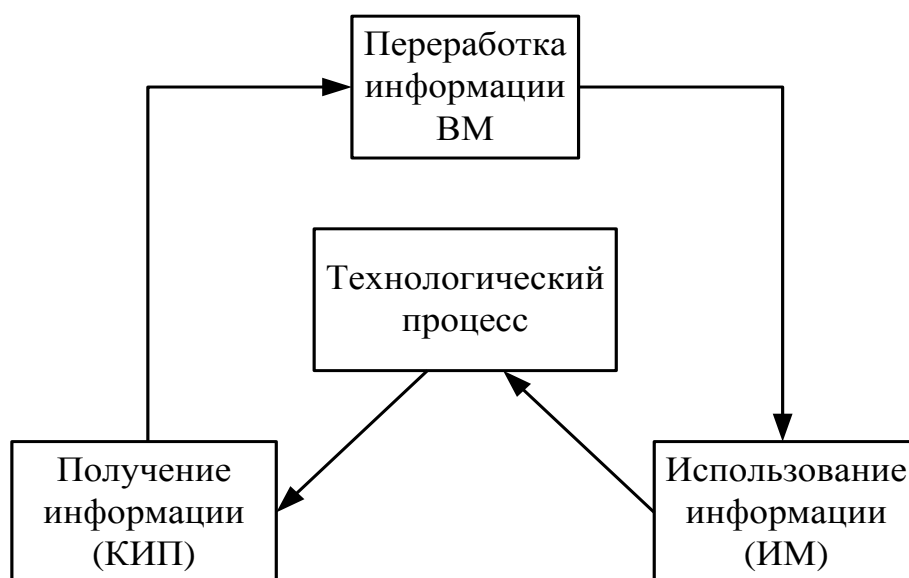 Переработка
информации
ВМ
Технологический
процесс
Получение
информации
(КИП)
Использование
информации
(ИМ)